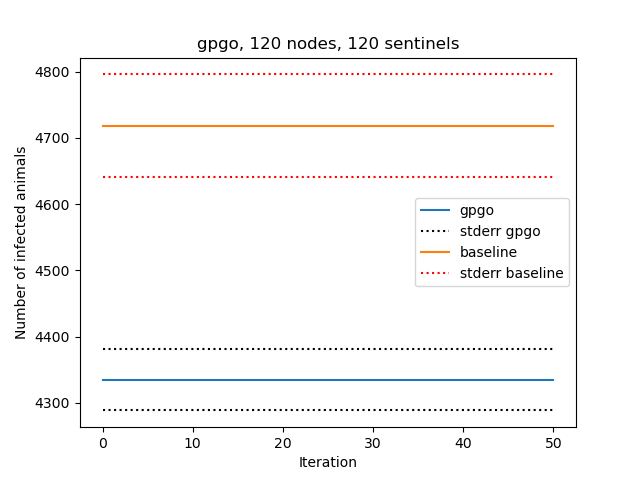 gpgo, 120 nodes, 120 sentinels
Number of infected animals
4800
4700
4600
4500
4400
4300
gpgo
stderr gpgo
baseline
stderr baseline
0 10 20 30 40 50
Iteration